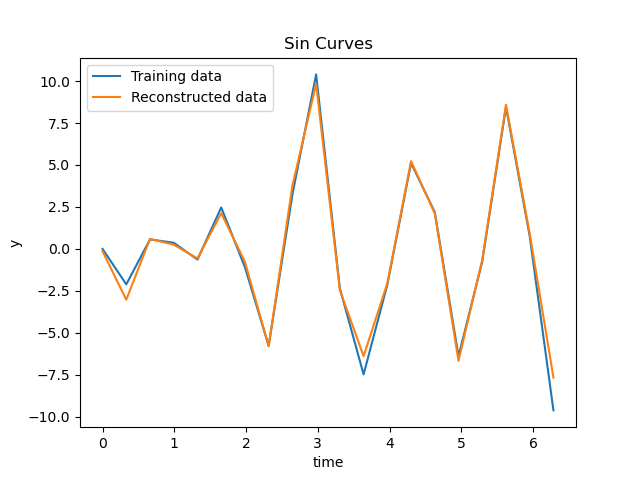 Sin Curves
Training data
Reconstructed data
10.0
7.5
5.0
2.5
0.0
−2.5
−5.0
−7.5
−10.0
y
0 1 2 3 4 5 6
time